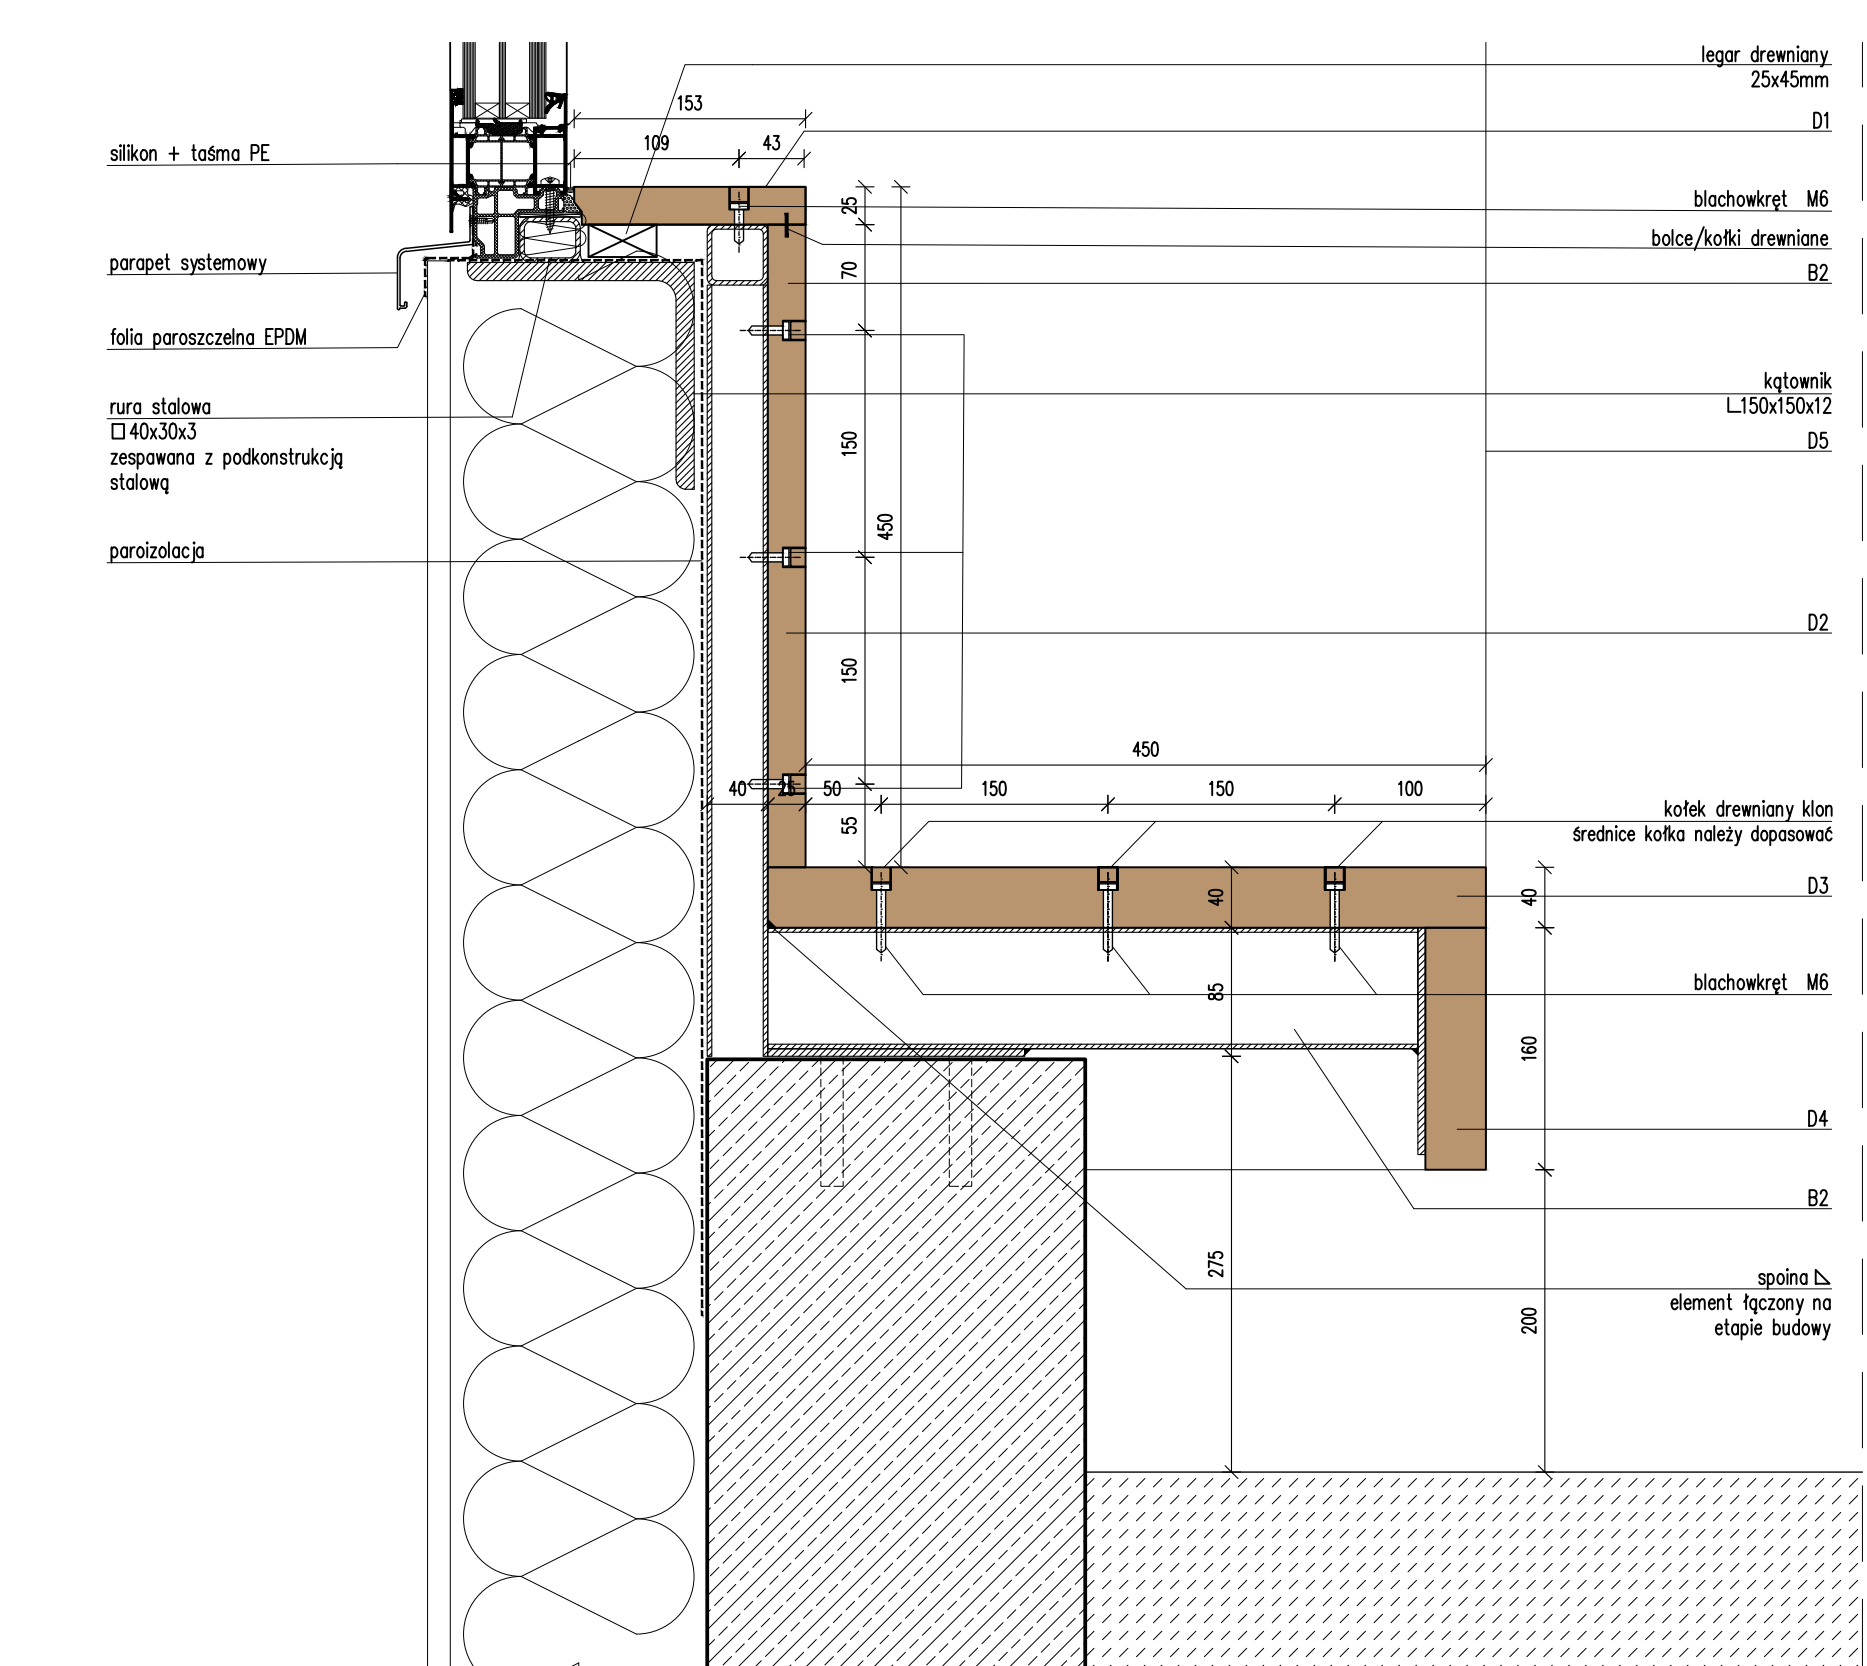 legar drewniany
25x45mm
153
D1
109
43
silikon + taśma PE
25
blachowkręt M6
bolce/kołki drewniane
parapet systemowy
70
B2
folia paroszczelna EPDM
kątownik
150x150x12
rura stalowa
40x30x3
zespawana z podkonstrukcją
stalową
150
D5
450
paroizolacja
D2
150
450
40
25
50
150
150
100
kołek drewniany klon
średnice kołka należy dopasować
55
D3
40
40
blachowkręt M6
85
160
D4
B2
275
spoina
element łączony na
etapie budowy
200